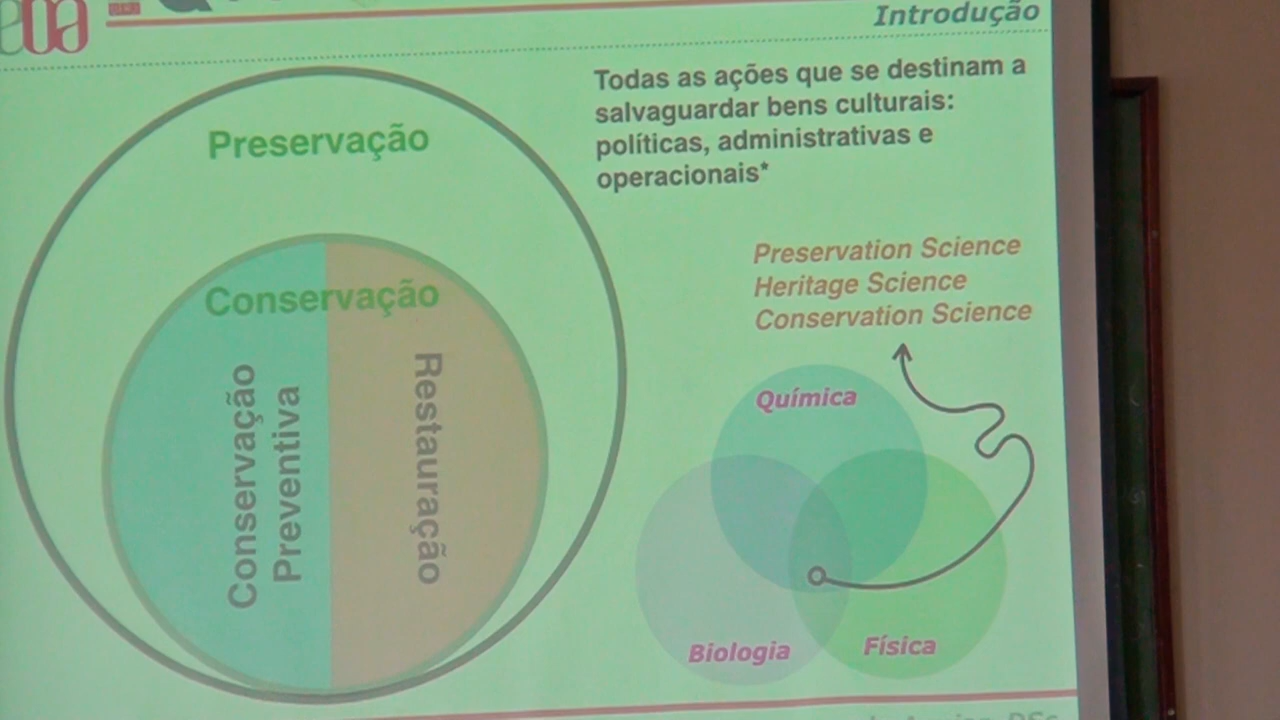 Introdução
Todas as ações que se destinam a
salvaguardar bens culturais:
políticas, administrativas e
operacionais*
Preservação
Conservação
Conservação
Preventiva
Restauração
Preservation Science
Heritage Science
Conservation Science
Química
Biologia
Física